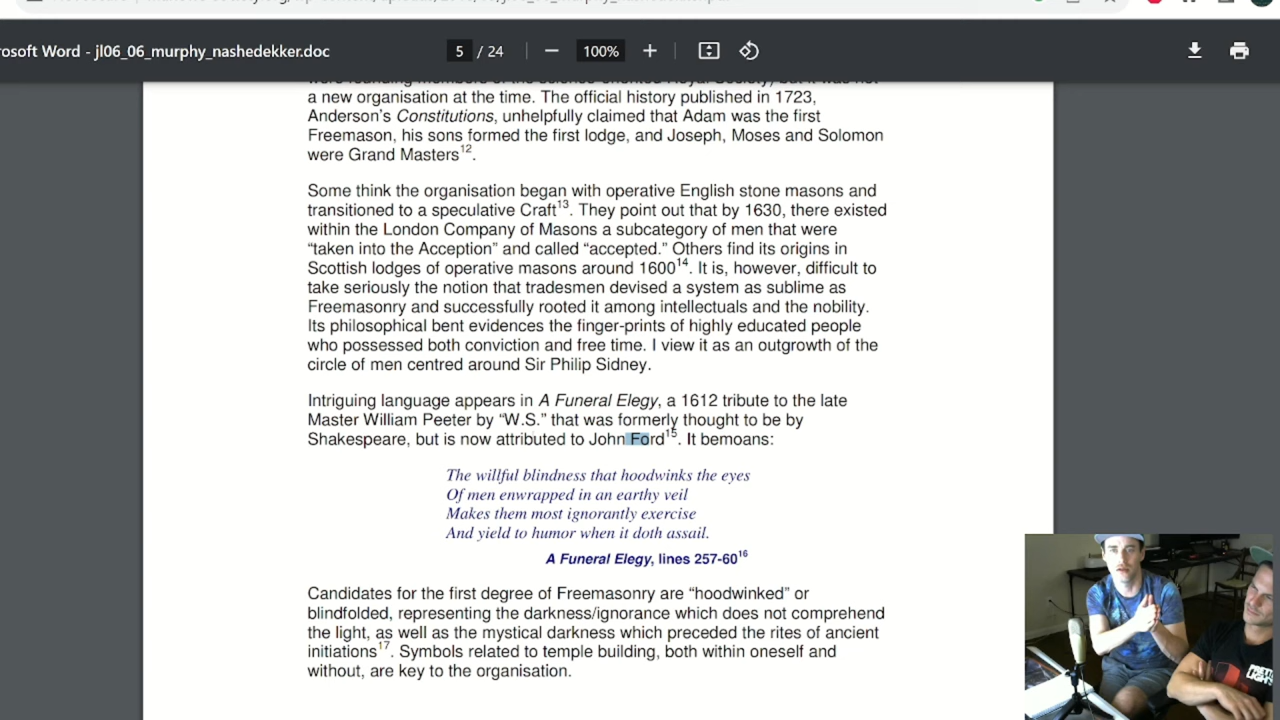 rosoft Word - jl06_06_murphy_nashedekker.doc
5 / 24
100%
a new organisation at the time. The official history published in 1723,
Anderson's Constitutions, unhelpfully claimed that Adam was the first
Freemason, his sons formed the first lodge, and Joseph, Moses and Solomon
were Grand Masters12.
Some think the organisation began with operative English stone masons and
transitioned to a speculative Craft13. They point out that by 1630, there existed
within the London Company of Masons a subcategory of men that were
“taken into the Acception” and called “accepted.” Others find its origins in
Scottish lodges of operative masons around 160014. It is, however, difficult to
take seriously the notion that tradesmen devised a system as sublime as
Freemasonry and successfully rooted it among intellectuals and the nobility.
Its philosophical bent evidences the finger-prints of highly educated people
who possessed both conviction and free time. I view it as an outgrowth of the
circle of men centred around Sir Philip Sidney.
Intriguing language appears in A Funeral Elegy, a 1612 tribute to the late
Master William Peeter by “W.S.” that was formerly thought to be by
Shakespeare, but is now attributed to John Ford15. It bemoans:
The willful blindness that hoodwinks the eyes
Of men enwrapped in an earthy veil
Makes them most ignorantly exercise
And yield to humor when it doth assail.
A Funeral Elegy, lines 257-6016
Candidates for the first degree of Freemasonry are “hoodwinked” or
blindfolded, representing the darkness/ignorance which does not comprehend
the light, as well as the mystical darkness which preceded the rites of ancient
initiations17. Symbols related to temple building, both within oneself and
without, are key to the organisation.